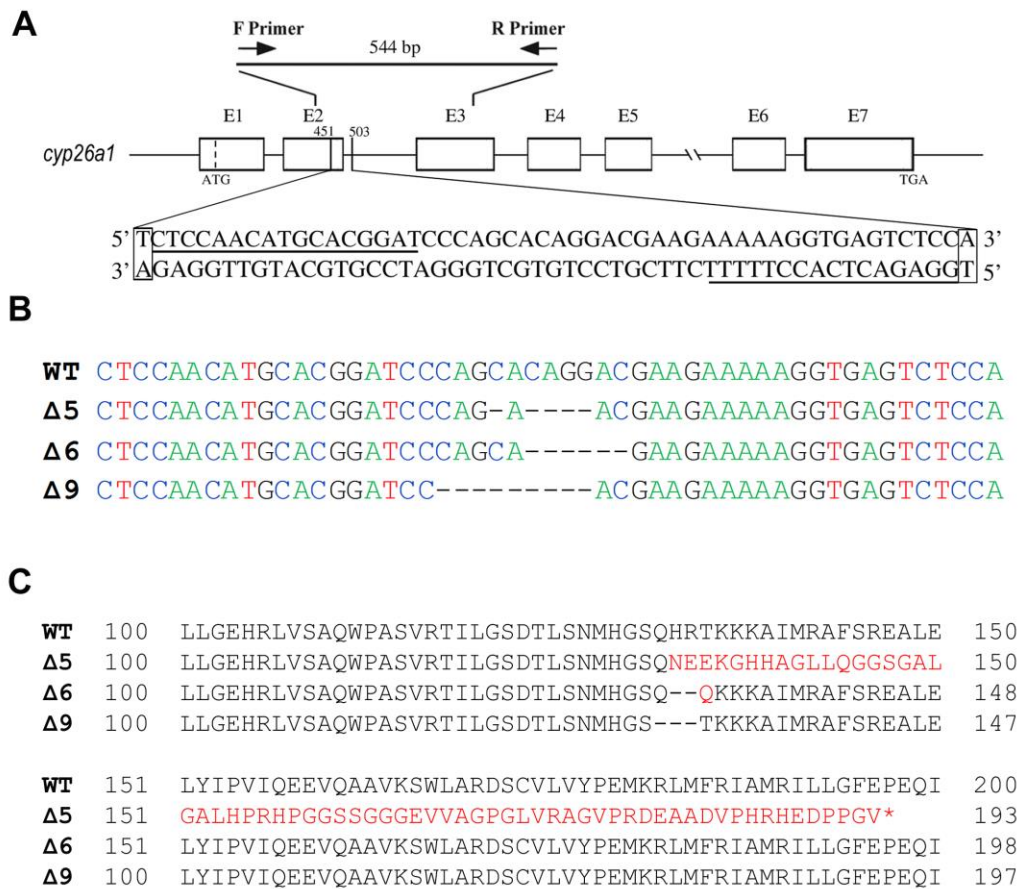 A
F Primer R Primer
544 bp
E1 E2 E3 E4 E5 E6 E7
451 503
cyp26a1
ATG TGA
5’ TCTCCAACATGCACGGATCCCAGCACAGGACGAAGAAAAAGGTGAGTCTCCA 3’
3’ AGAGGTTGTACGTGCCTAGGGTCGTGTCCTGCTTCTTTTTCCACTCAGAGGT 5’
B
WT CTCCAACATGCACGGATCCCAGCACAGGACGAAGAAAAAGGTGAGTCTCCA
Δ5 CTCCAACATGCACGGATCCCAG-A----ACGAAGAAAAAGGTGAGTCTCCA
Δ6 CTCCAACATGCACGGATCCCAGCA------GAAGAAAAAGGTGAGTCTCCA
Δ9 CTCCAACATGCACGGATCC---------ACGAAGAAAAAGGTGAGTCTCCA
C
WT 100 LLGEHRLVSAQWPASVRTILGSDTLSNMHGSQHRTKKKAIMRAFSREALE 150
Δ5 100 LLGEHRLVSAQWPASVRTILGSDTLSNMHGSQNEEKGHHAGLLQGGSGAL 150
Δ6 100 LLGEHRLVSAQWPASVRTILGSDTLSNMHGSQ--QKKKAIMRAFSREALE 148
Δ9 100 LLGEHRLVSAQWPASVRTILGSDTLSNMHGS---TKKKAIMRAFSREALE 147
WT 151 LYIPVIQEEVQAAVKSWLARDSCVLVYPEMKRLMFRIAMRILLGFEPEQI 200
Δ5 151 GALHPRHPGGSSGGGEVVAGPGLVRAGVPRDEAADVPHRHEDPPGV* 193
Δ6 151 LYIPVIQEEVQAAVKSWLARDSCVLVYPEMKRLMFRIAMRILLGFEPEQI 198
Δ9 100 LYIPVIQEEVQAAVKSWLARDSCVLVYPEMKRLMFRIAMRILLGFEPEQI 197